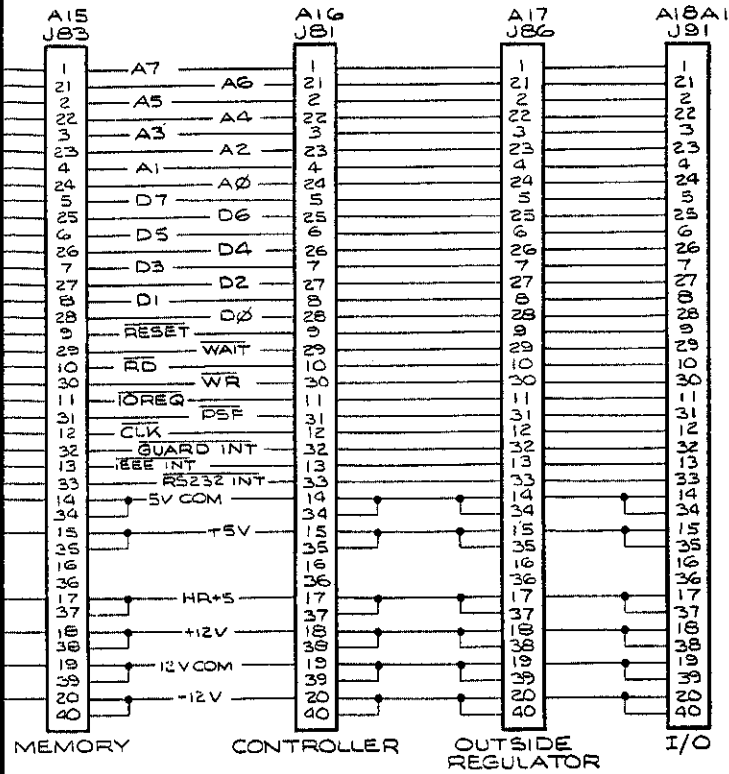 A15 A16 A17 A18A1
J83 J81 J86 J91
1 A7 1 1 1
21 A6 21 21 21
2 A5 2 2 2
22 A4 22 22 22
3 A3 3 3 3
23 A2 23 23 23
4 A1 4 4 4
24 AØ 24 24 24
5 D7 5 5 5
25 D6 25 25 25
6 D5 6 6 6
26 D4 26 26 26
7 D3 7 7 7
27 D2 27 27 27
8 D1 8 8 8
28 DØ 28 28 28
9 RESET 9 9 9
29 WAIT 29 29 29
10 RD 10 10 10
30 WR 30 30 30
11 IOREQ 11 11 11
31 PSF 31 31 31
12 CLK 12 12 12
32 GUARD INT 32 32 32
13 IEEE INT 13 13 13
33 RS232 INT 33 33 33
14 5V COM 14 14 14
34 34 34 34
15 +5V 15 15 15
35 35 35 35
16 16 16 16
36 36 36 36
17 HR+5 17 17 17
37 37 37 37
18 +12V 18 18 18
38 38 38 38
19 12V COM 19 19 19
39 39 39 39
20 -12V 20 20 20
40 40 40 40
MEMORY CONTROLLER OUTSIDE I/O
REGULATOR